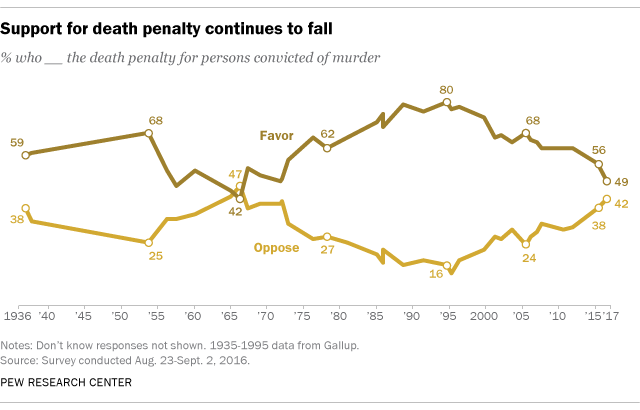 Support for death penalty continues to fall
% who __ the death penalty for persons convicted of murder
80
68
68
59
Favor
62
56
47
49
42
42
38
38
Oppose
25
27
24
16
1936 '40 '45 '50 '55 '60 '65 '70 '75 '80 '85 '90 '95 2000 '05 '10 '15 '17
Notes: Don't know responses not shown. 1935-1995 data from Gallup.
Source: Survey conducted Aug. 23-Sept. 2, 2016.
PEW RESEARCH CENTER